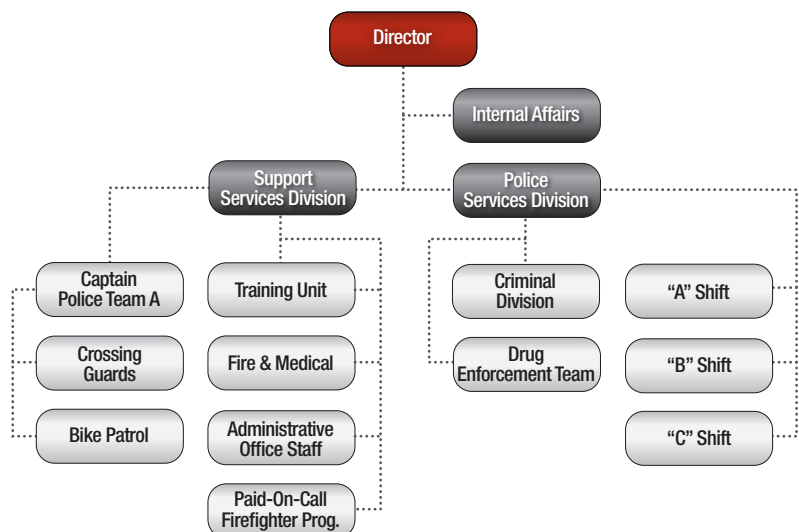 Director
Internal Affairs
Support
Services Division
Police
Services Division
Captain
Police Team A
Training Unit
Criminal
Division
“A” Shift
Crossing
Guards
Fire & Medical
Drug
Enforcement Team
“B” Shift
Bike Patrol
Administrative
Office Staff
“C” Shift
Paid-On-Call
Firefighter Prog.